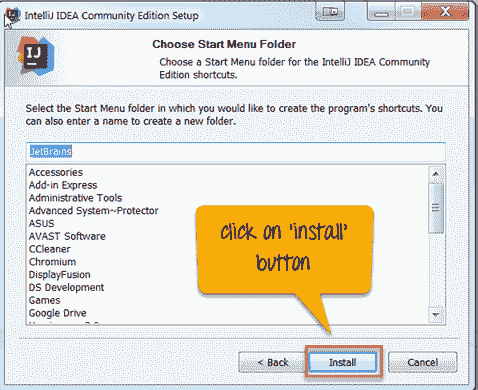 IntelliJ IDEA Community Edition Setup
IJ
Choose Start Menu Folder
Choose a Start Menu folder for the IntelliJ IDEA Community
Edition shortcuts.
Select the Start Menu folder in which you would like to create the program's shortcuts. You
can also enter a name to create a new folder.
JetBrains
Accessories
Add-in Express
Administrative Tools
Advanced System~Protector
ASUS
AVAST Software
CCleaner
Chromium
DisplayFusion
DS Development
Games
Google Drive
click on 'install'
button
< Back
Install
Cancel